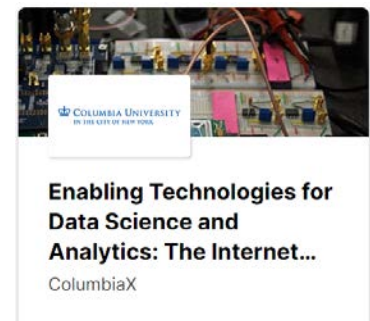 COLUMBIA UNIVERSITY
IN THE CITY OF NEW YORK
Enabling Technologies for
Data Science and
Analytics: The Internet...
ColumbiaX